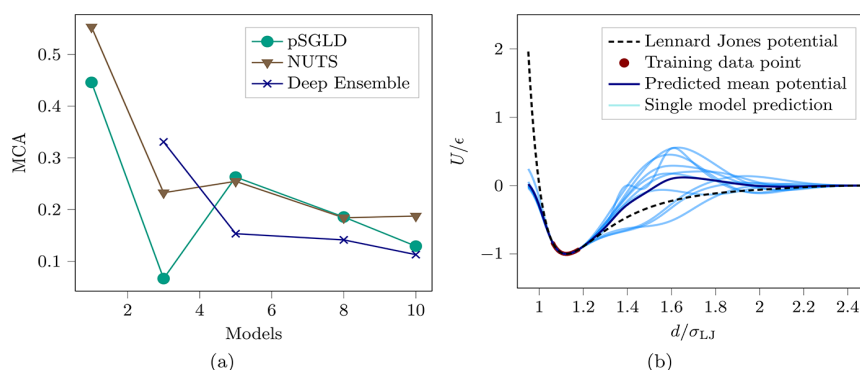 0.5
0.4
0.3
0.2
0.1
MCA
pSGLD
NUTS
Deep Ensemble
2 4 6 8 10
Models
(a)
2
1
0
−1
U/ϵ
Lennard Jones potential
Training data point
Predicted mean potential
Single model prediction
1 1.2 1.4 1.6 1.8 2 2.2 2.4
d/σLJ
(b)